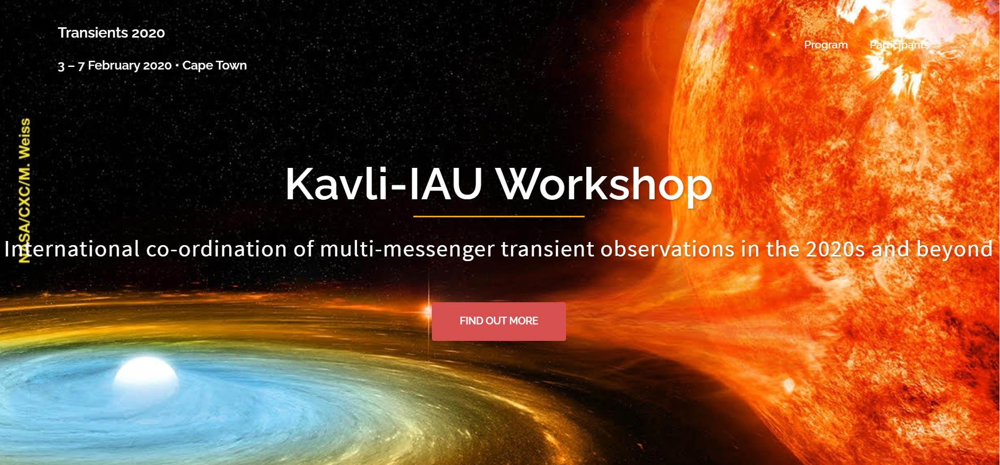 Transients 2020
3 – 7 February 2020 • Cape Town
Program
Participants
NASA/CXC/M. Weiss
Kavli-IAU Workshop
International co-ordination of multi-messenger transient observations in the 2020s and beyond
FIND OUT MORE